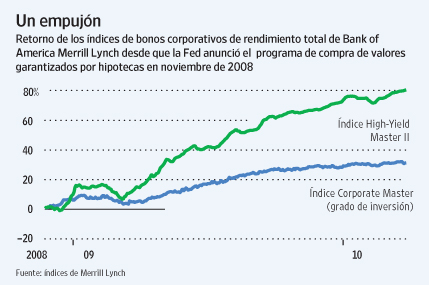 Un empujón
Retorno de los índices de bonos corporativos de rendimiento total de Bank of
America Merrill Lynch desde que la Fed anunció el programa de compra de valores
garantizados por hipotecas en noviembre de 2008
80%
60
Índice High-Yield
Master II
40
20
Índice Corporate Master
(grado de inversión)
0
−20
2008 09 10
Fuente: índices de Merrill Lynch